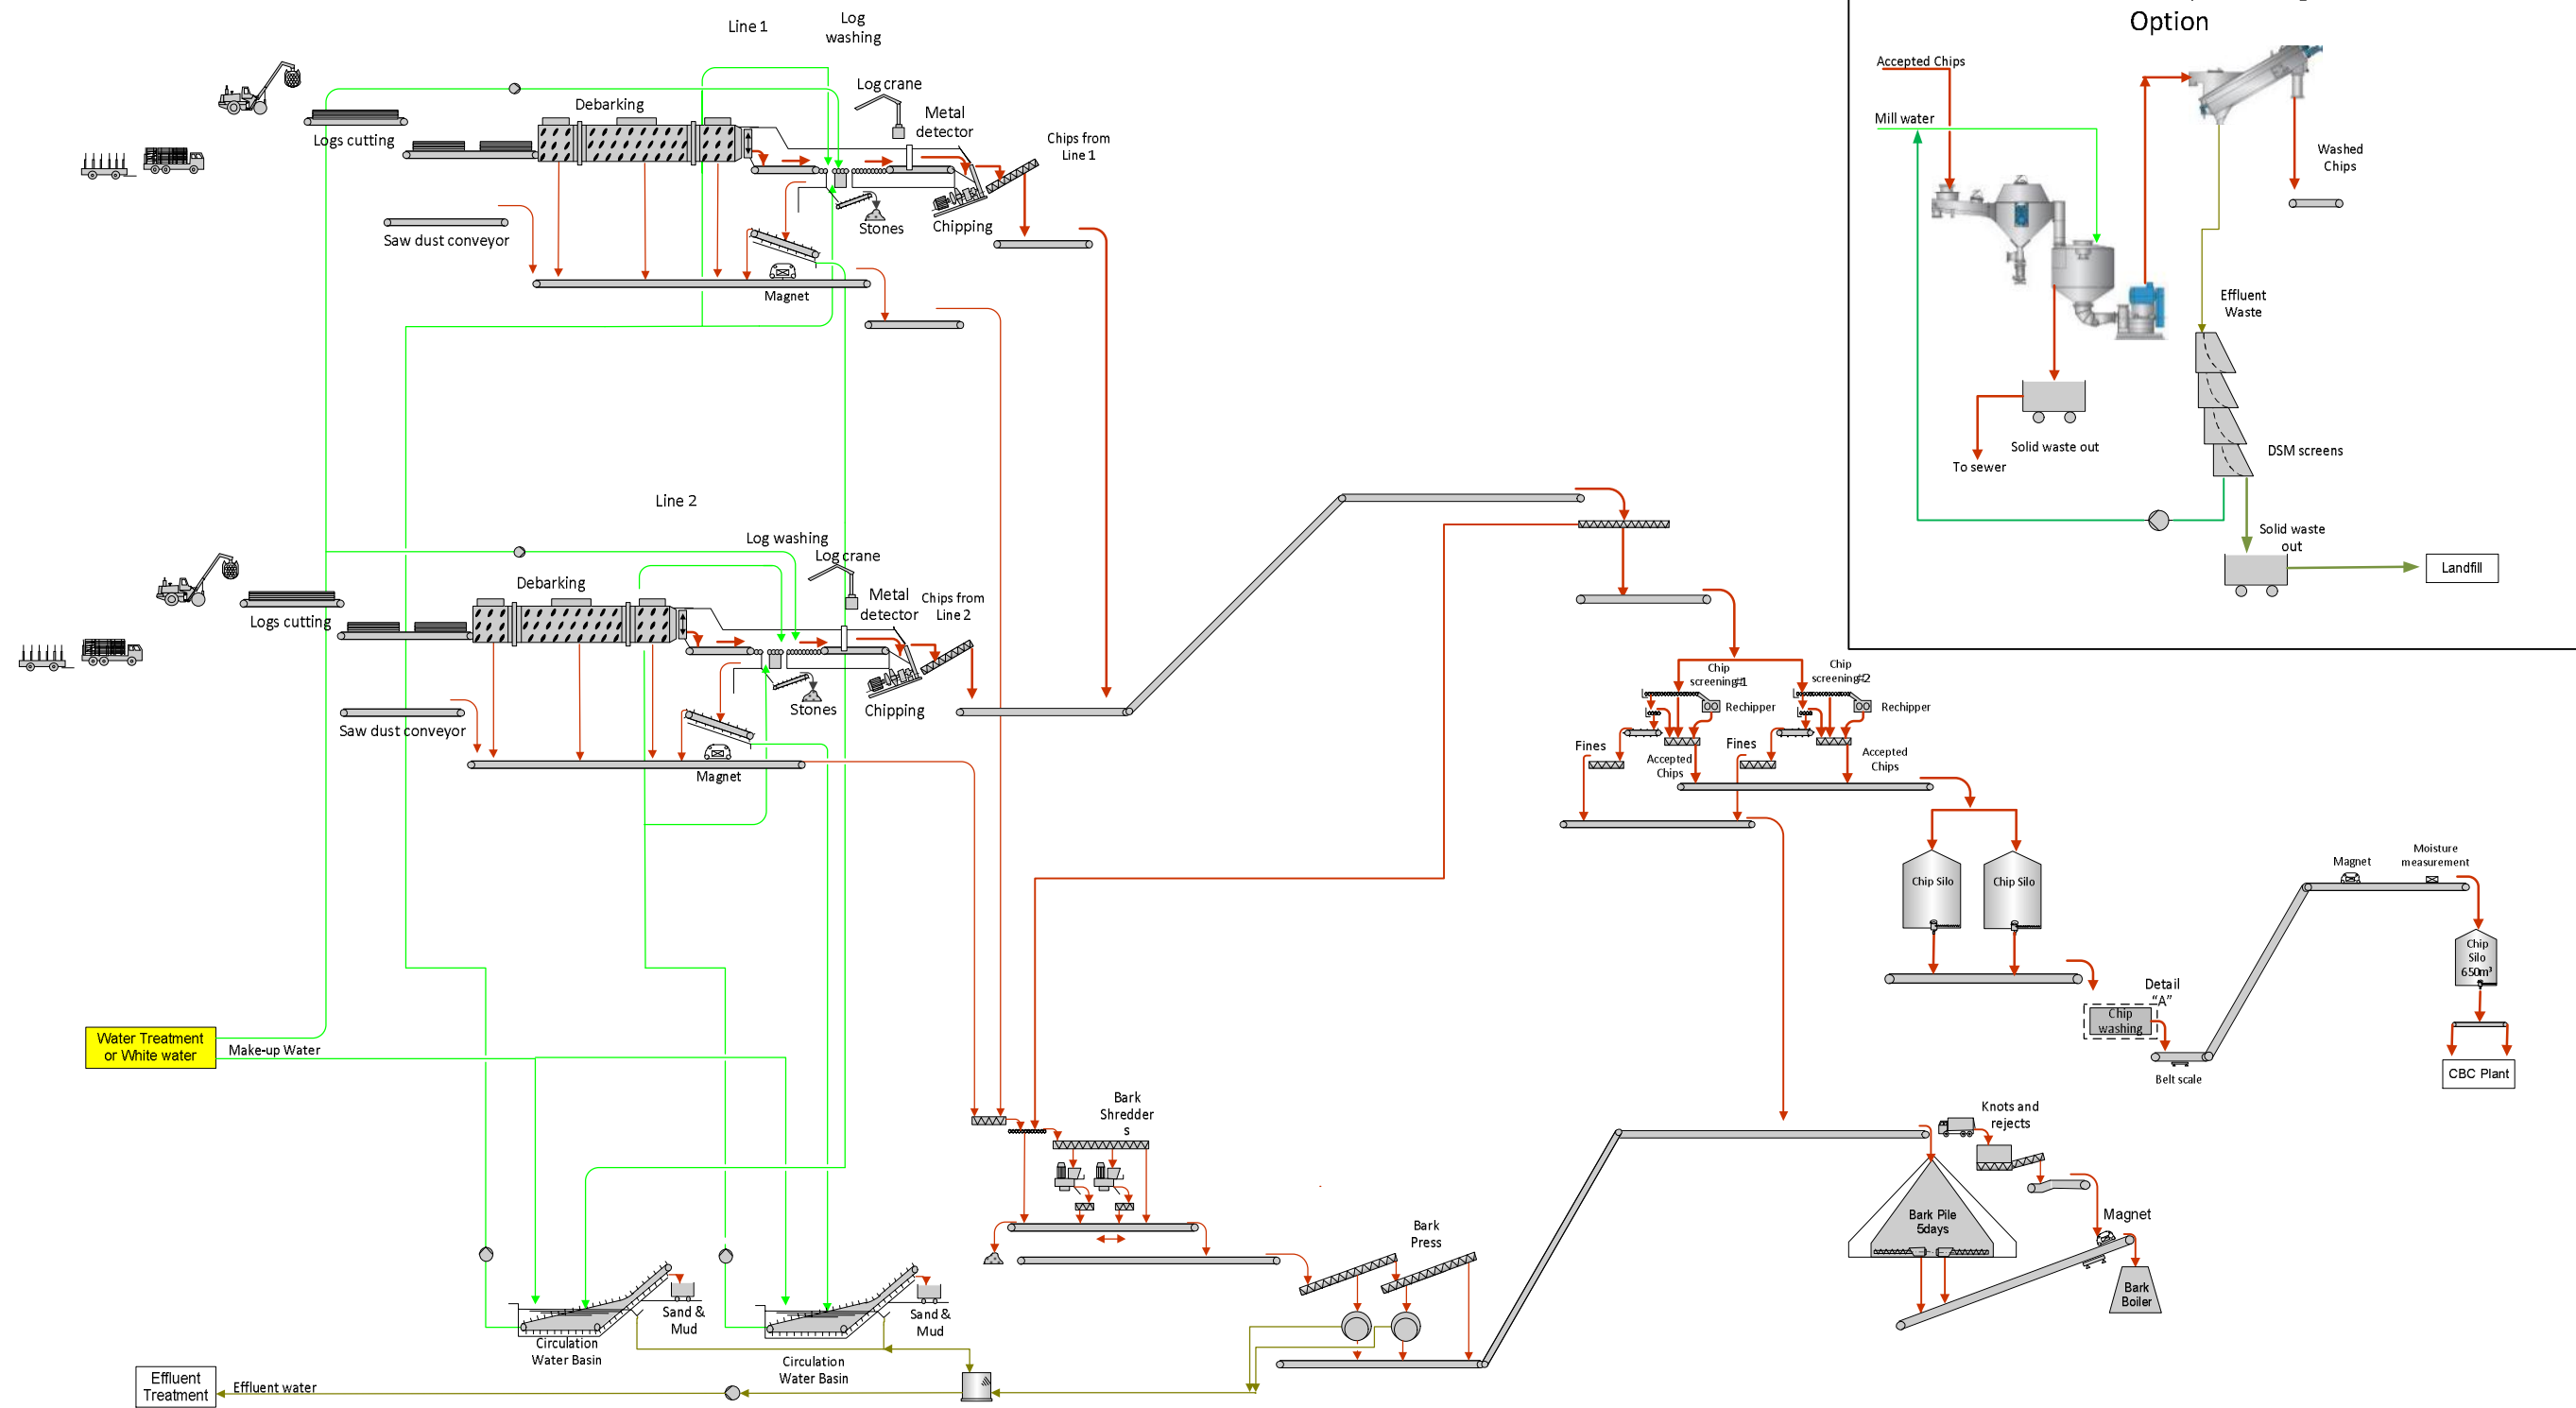 Line 1
Log
washing
Log crane
Debarking
Metal
detector
Logs cutting
Chips from
Line 1
Saw dust conveyor
Stones
Chipping
Magnet
Line 2
Log washing
Log crane
Debarking
Metal
detector
Chips from
Line 2
Logs cutting
Saw dust conveyor
Stones
Chipping
Magnet
Water Treatment
or White water
Make-up Water
Sand &
Mud
Circulation
Water Basin
Sand &
Mud
Circulation
Water Basin
Effluent
Treatment
Effluent water
Bark
Shredder
s
Bark
Press
Chip
screening#1
Rechipper
Chip
screening#2
Rechipper
Fines
Accepted
Chips
Fines
Accepted
Chips
Chip Silo
Chip Silo
Detail
"A"
Chip
washing
Belt scale
Magnet
Moisture
measurement
Chip
Silo
650m³
CBC Plant
Knots and
rejects
Bark Pile
5days
Magnet
Bark
Boiler
Option
Accepted Chips
Mill water
Washed
Chips
Effluent
Waste
Solid waste out
To sewer
DSM screens
Solid waste
out
Landfill